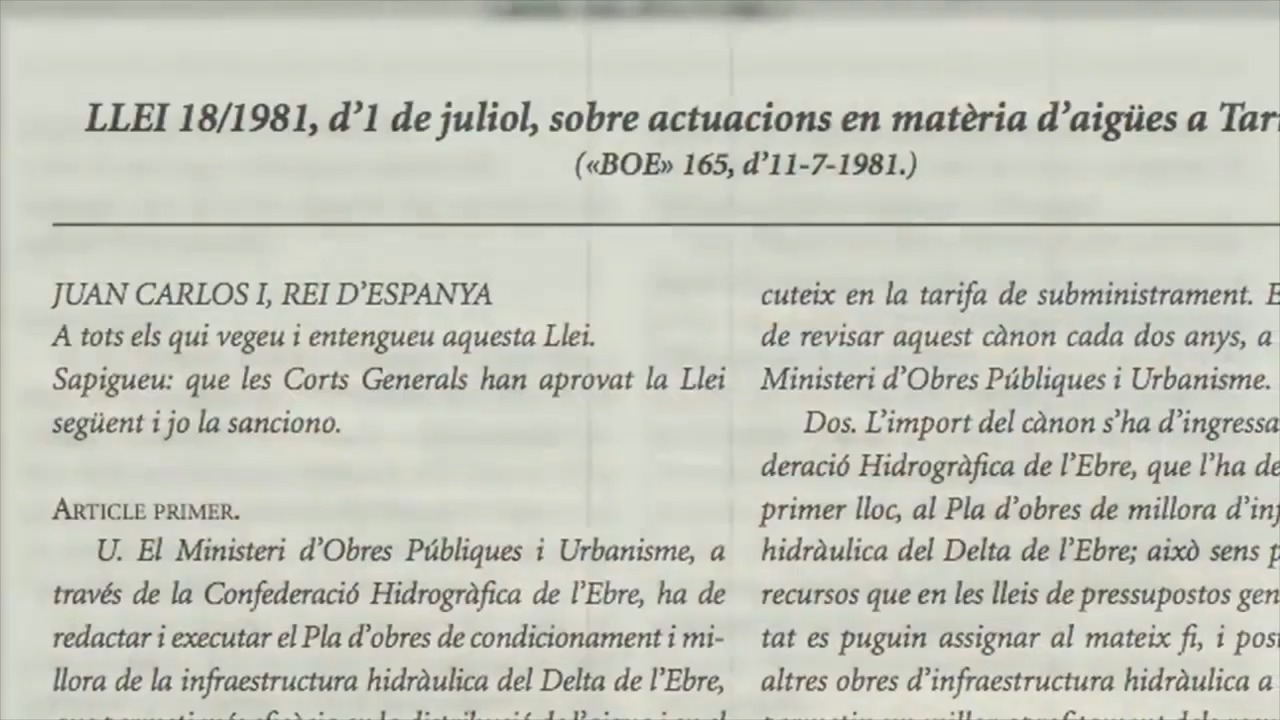 LLEI 18/1981, d’1 de juliol, sobre actuacions en matèria d’aigües a
(«BOE» 165, d’11-7-1981.)
JUAN CARLOS I, REI D’ESPANYA
A tots els qui vegeu i entengueu aquesta Llei.
Sapigueu: que les Corts Generals han aprovat la Llei
següent i jo la sanciono.
ARTICLE PRIMER.
U. El Ministeri d’Obres Públiques i Urbanisme, a
través de la Confederació Hidrogràfica de l’Ebre, ha de
redactar i executar el Pla d’obres de condicionament i mi-
llora de la infraestructura hidràulica del Delta de l’Ebre,
cuteix en la tarifa de subministrament.
de revisar aquest cànon cada dos anys, a
Ministeri d’Obres Públiques i Urbanisme.
Dos. L’import del cànon s’ha d’ingressa
deració Hidrogràfica de l’Ebre, que l’ha de
primer lloc, al Pla d’obres de millora
hidràulica del Delta de l’Ebre; això sens
recursos que en les lleis de pressupostos gen
tat es puguin assignar al mateix fi, i
altres obres d’infraestructura hidràulica a